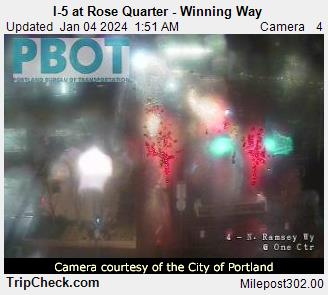 I-5 at Rose Quarter - Winning Way
Updated Jan 04 2024 1:51 AM Camera 4
PBOT
PORTLAND BUREAU OF TRANSPORTATION
4 - N. Ramsey Wy
@ One Ctr
Camera courtesy of the City of Portland
TripCheck.com Milepost302.00